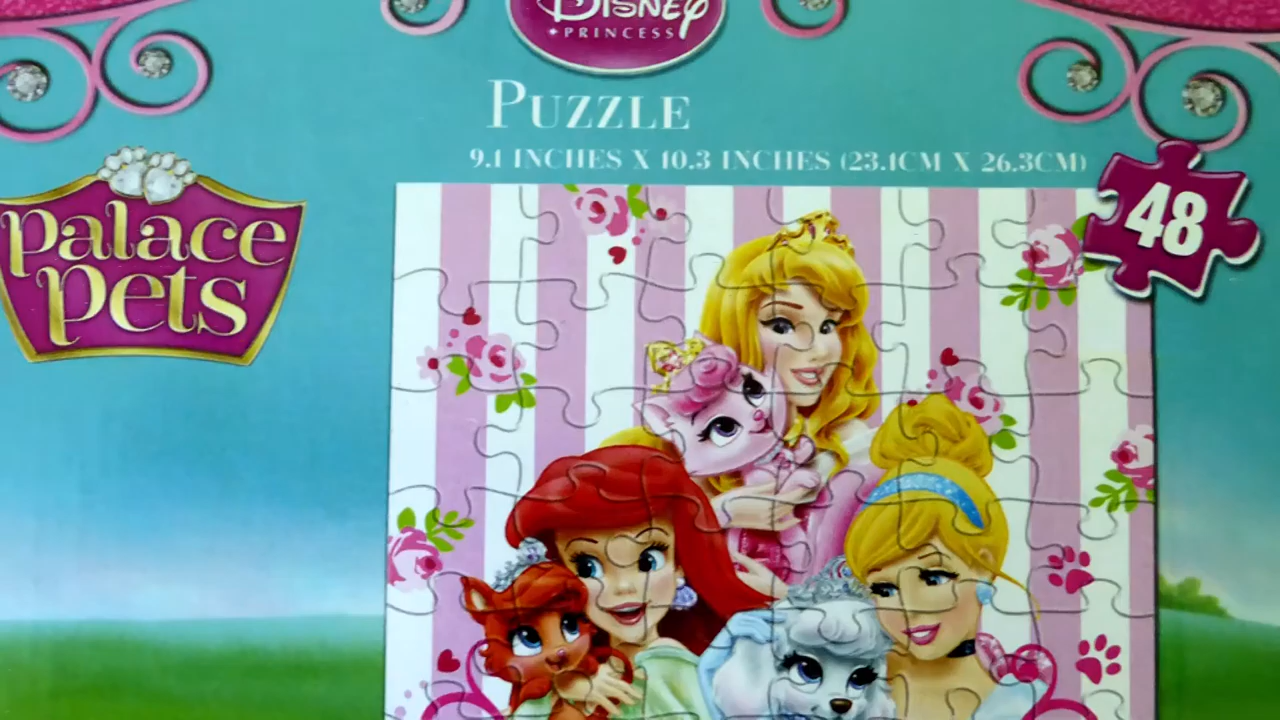 Disney
PRINCESS
PUZZLE
9.1 INCHES X 10.3 INCHES (23.1CM X 26.3CM)
48
palace
pets